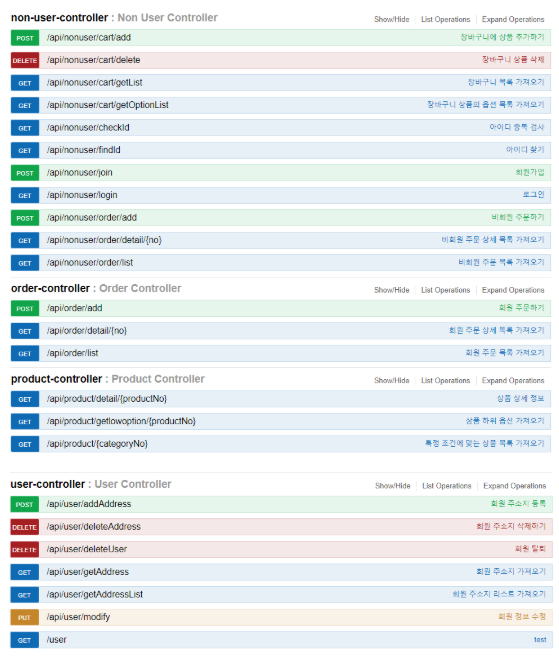 non-user-controller : Non User Controller Show/Hide List Operations Expand Operations
POST /api/nonuser/cart/add 장바구니에 상품 추가하기
DELETE /api/nonuser/cart/delete 장바구니 상품 삭제
GET /api/nonuser/cart/getList 장바구니 목록 가져오기
GET /api/nonuser/cart/getOptionList 장바구니 상품의 옵션 목록 가져오기
GET /api/nonuser/checkId 아이디 중복 검사
GET /api/nonuser/findId 아이디 찾기
POST /api/nonuser/join 회원가입
GET /api/nonuser/login 로그인
POST /api/nonuser/order/add 비회원 주문하기
GET /api/nonuser/order/detail/{no} 비회원 주문 상세 목록 가져오기
GET /api/nonuser/order/list 비회원 주문 목록 가져오기
order-controller : Order Controller Show/Hide List Operations Expand Operations
POST /api/order/add 회원 주문하기
GET /api/order/detail/{no} 회원 주문 상세 목록 가져오기
GET /api/order/list 회원 주문 목록 가져오기
product-controller : Product Controller Show/Hide List Operations Expand Operations
GET /api/product/detail/{productNo} 상품 상세 정보
GET /api/product/getlowoption/{productNo} 상품 하위 옵션 가져오기
GET /api/product/{categoryNo} 특정 조건에 맞는 상품 목록 가져오기
user-controller : User Controller Show/Hide List Operations Expand Operations
POST /api/user/addAddress 회원 주소지 등록
DELETE /api/user/deleteAddress 회원 주소지 삭제하기
DELETE /api/user/deleteUser 회원 탈퇴
GET /api/user/getAddress 회원 주소지 가져오기
GET /api/user/getAddressList 회원 주소지 리스트 가져오기
PUT /api/user/modify 회원 정보 수정
GET /user test